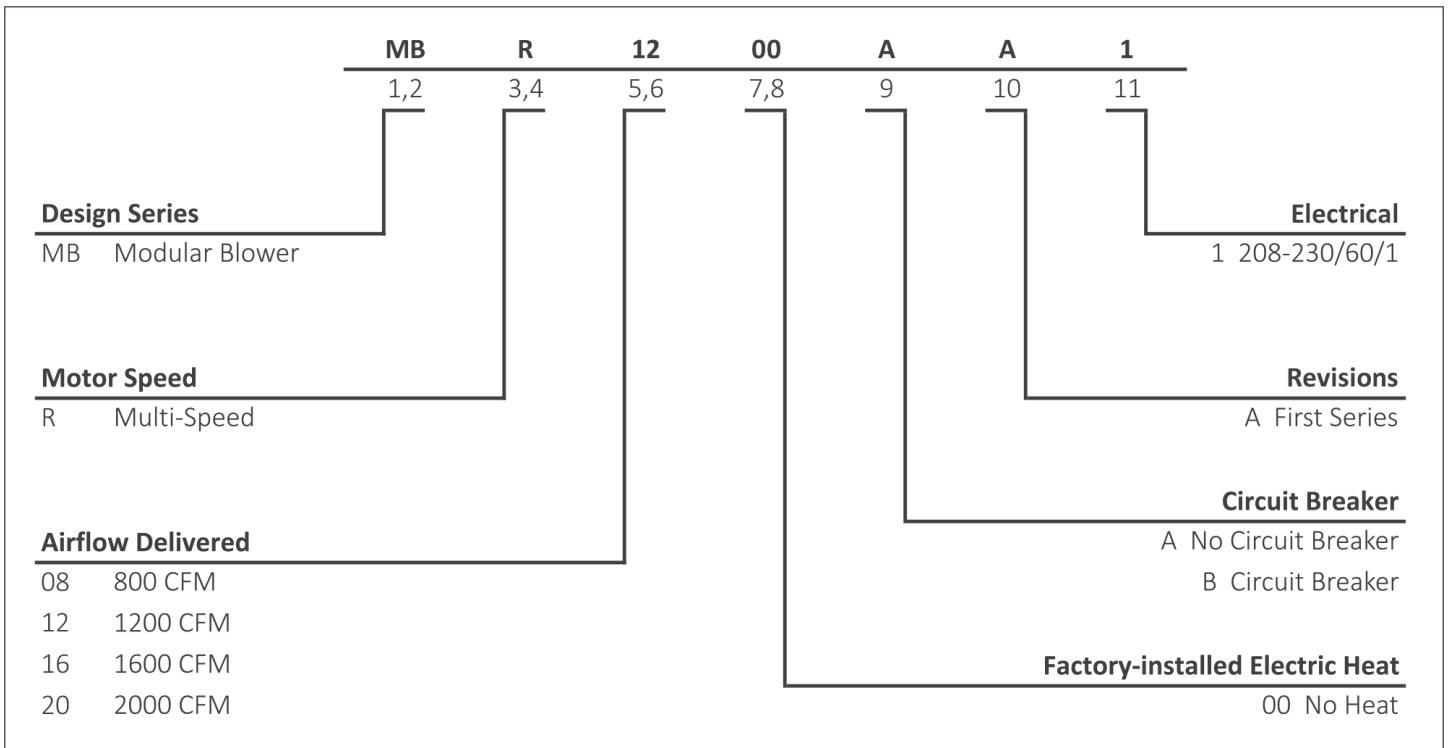 MB R 12 00 A A 1
1,2 3,4 5,6 7,8 9 10 11
Design Series
MB Modular Blower
Motor Speed
R Multi-Speed
Airflow Delivered
08 800 CFM
12 1200 CFM
16 1600 CFM
20 2000 CFM
Electrical
1 208-230/60/1
Revisions
A First Series
Circuit Breaker
A No Circuit Breaker
B Circuit Breaker
Factory-installed Electric Heat
00 No Heat